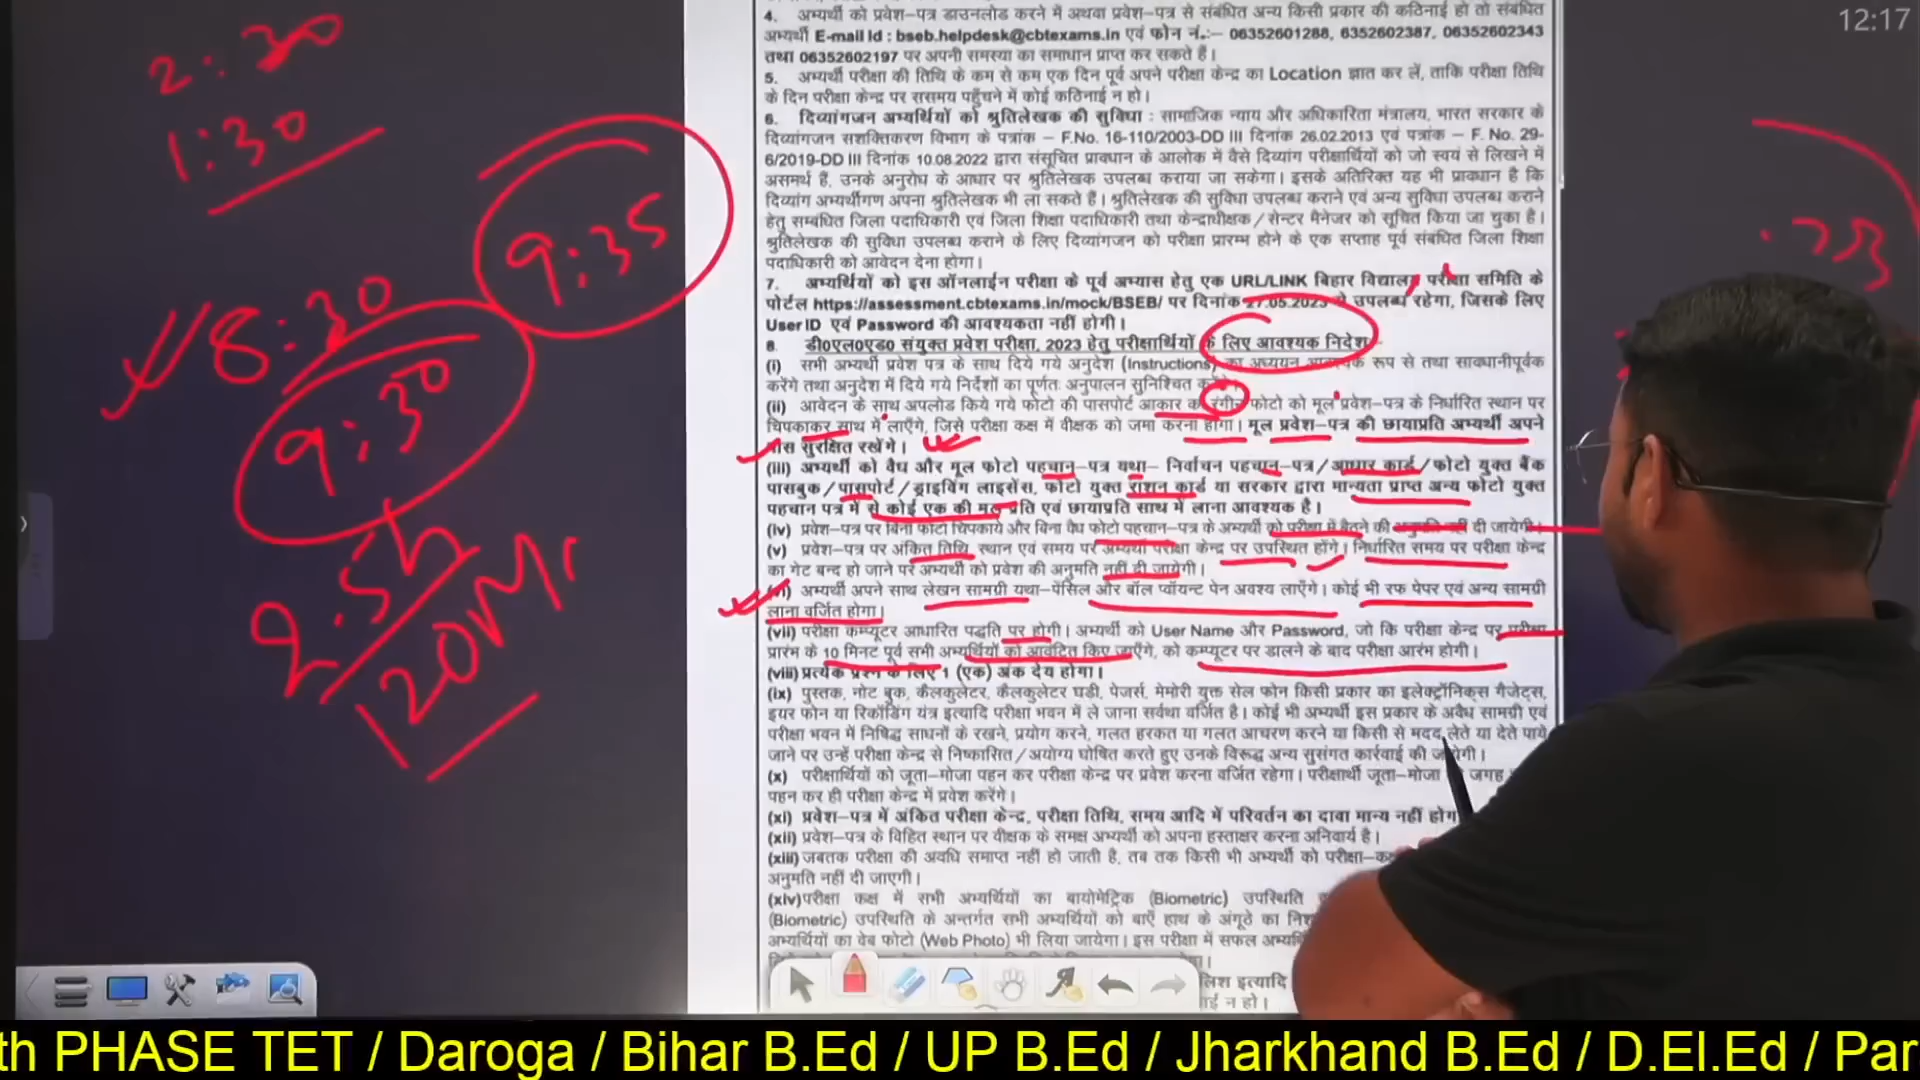 12:17
2:30
1:30
9:35
8:30
9:30
2.5h
20M
4. अभ्यर्थी को प्रवेश-पत्र डाउनलोड करने में अथवा प्रवेश-पत्र से संबंधित अन्य किसी प्रकार की कठिनाई हो तो संबंधित
अभ्यर्थी E-mail Id : bseb.helpdesk@cbtexams.in एवं फोन नं.:- 06352601288, 6352602387, 06352602343
तथा 06352602197 पर अपनी समस्या का समाधान प्राप्त कर सकते हैं।
5. अभ्यर्थी परीक्षा की तिथि के कम से कम एक दिन पूर्व अपने परीक्षा केन्द्र का Location ज्ञात कर लें, ताकि परीक्षा तिथि
के दिन परीक्षा केन्द्र पर ससमय पहुँचने में कोई कठिनाई न हो।
6. दिव्यांगजन अभ्यर्थियों को श्रुतिलेखक की सुविधा : सामाजिक न्याय और अधिकारिता मंत्रालय, भारत सरकार के
दिव्यांगजन सशक्तिकरण विभाग के पत्रांक – F.No. 16-110/2003-DD III दिनांक 26.02.2013 एवं पत्रांक – F. No. 29-
6/2019-DD III दिनांक 10.08.2022 द्वारा संसूचित प्रावधान के आलोक में वैसे दिव्यांग परीक्षार्थियों को जो स्वयं से लिखने में
असमर्थ हैं, उनके अनुरोध के आधार पर श्रुतिलेखक उपलब्ध कराया जा सकेगा। इसके अतिरिक्त यह भी प्रावधान है कि
दिव्यांग अभ्यर्थीगण अपना श्रुतिलेखक भी ला सकते हैं। श्रुतिलेखक की सुविधा उपलब्ध कराने एवं अन्य सुविधा उपलब्ध कराने
हेतु सम्बंधित जिला पदाधिकारी एवं जिला शिक्षा पदाधिकारी तथा केन्द्राधीक्षक/सेन्टर मैनेजर को सूचित किया जा चुका है।
श्रुतिलेखक की सुविधा उपलब्ध कराने के लिए दिव्यांगजन को परीक्षा प्रारम्भ होने के एक सप्ताह पूर्व संबंधित जिला शिक्षा
पदाधिकारी को आवेदन देना होगा।
7. अभ्यर्थियों को इस ऑनलाईन परीक्षा के पूर्व अभ्यास हेतु एक URL/LINK बिहार विद्यालय परीक्षा समिति के
पोर्टल https://assessment.cbtexams.in/mock/BSEB/ पर दिनांक 27.05.2023 से उपलब्ध रहेगा, जिसके लिए
User ID एवं Password की आवश्यकता नहीं होगी।
8. डी०एल०एड० संयुक्त प्रवेश परीक्षा, 2023 हेतु परीक्षार्थियों के लिए आवश्यक निदेश
(i) सभी अभ्यर्थी प्रवेश पत्र के साथ दिये गये अनुदेश (Instructions) का अध्ययन आवश्यक रूप से तथा सावधानीपूर्वक
करेंगे तथा अनुदेश में दिये गये निर्देशों का पूर्णतः अनुपालन सुनिश्चित करेंगे।
(ii) आवेदन के साथ अपलोड किये गये फोटो की पासपोर्ट आकार का रंगीन फोटो को मूल प्रवेश-पत्र के निर्धारित स्थान पर
चिपकाकर साथ में लाएँगे, जिसे परीक्षा कक्ष में वीक्षक को जमा करना होगा। मूल प्रवेश-पत्र की छायाप्रति अभ्यर्थी अपने
पास सुरक्षित रखेंगे।
(iii) अभ्यर्थी को वैध और मूल फोटो पहचान-पत्र यथा- निर्वाचन पहचान-पत्र/आधार कार्ड/फोटो युक्त बैंक
पासबुक/पासपोर्ट/ड्राइविंग लाइसेंस, फोटो युक्त राशन कार्ड या सरकार द्वारा मान्यता प्राप्त अन्य फोटो युक्त
पहचान पत्र में से कोई एक की मूल प्रति एवं छायाप्रति साथ में लाना आवश्यक है।
(iv) प्रवेश-पत्र पर बिना फोटो चिपकाये और बिना वैध फोटो पहचान-पत्र के अभ्यर्थी को परीक्षा में बैठने की अनुमति नहीं दी जायेगी।
(v) प्रवेश-पत्र पर अंकित तिथि, स्थान एवं समय पर अभ्यर्थी परीक्षा केन्द्र पर उपस्थित होंगे। निर्धारित समय पर परीक्षा केन्द्र
का गेट बन्द हो जाने पर अभ्यर्थी को प्रवेश की अनुमति नहीं दी जायेगी।
(vi) अभ्यर्थी अपने साथ लेखन सामग्री यथा-पेंसिल और बॉल प्वॉयन्ट पेन अवश्य लाएँगे। कोई भी रफ पेपर एवं अन्य सामग्री
लाना वर्जित होगा।
(vii) परीक्षा कम्प्यूटर आधारित पद्धति पर होगी। अभ्यर्थी को User Name और Password, जो कि परीक्षा केन्द्र पर परीक्षा
प्रारंभ के 10 मिनट पूर्व सभी अभ्यर्थियों को आवंटित किए जाएँगे, को कम्प्यूटर पर डालने के बाद परीक्षा आरंभ होगी।
(viii) प्रत्येक प्रश्न के लिए 1 (एक) अंक देय होगा।
(ix) पुस्तक, नोट बुक, कैलकुलेटर, कैलकुलेटर घड़ी, पेजर्स, मेमोरी युक्त सेल फोन किसी प्रकार का इलेक्ट्रॉनिक्स गैजेट्स,
इयर फोन या रिकॉडिंग यंत्र इत्यादि परीक्षा भवन में ले जाना सर्वथा वर्जित है। कोई भी अभ्यर्थी इस प्रकार के अवैध सामग्री एवं
परीक्षा भवन में निषिद्ध साधनों के रखने, प्रयोग करने, गलत हरकत या गलत आचरण करने या किसी से मदद लेते या देते पाये
जाने पर उन्हें परीक्षा केन्द्र से निष्कासित/अयोग्य घोषित करते हुए उनके विरूद्ध अन्य सुसंगत कार्रवाई की जायेगी।
(x) परीक्षार्थियों को जूता-मोजा पहन कर परीक्षा केन्द्र पर प्रवेश करना वर्जित रहेगा। परीक्षार्थी जूता-मोजा जगह
पहन कर ही परीक्षा केन्द्र में प्रवेश करेंगे।
(xi) प्रवेश-पत्र में अंकित परीक्षा केन्द्र, परीक्षा तिथि, समय आदि में परिवर्तन का दावा मान्य नहीं
(xii) प्रवेश-पत्र के विहित स्थान पर वीक्षक के समक्ष अभ्यर्थी को अपना हस्ताक्षर करना अनिवार्य है।
(xiii) जबतक परीक्षा की अवधि समाप्त नहीं हो जाती है, तब तक किसी भी अभ्यर्थी को
अनुमति नहीं दी जाएगी।
(xiv) परीक्षा कक्ष में सभी अभ्यर्थियों का बायोमेट्रिक (Biometric) उपस्थिति
(Biometric) उपस्थिति के अन्तर्गत सभी अभ्यर्थियों को बाएँ हाथ के अंगूठे का
अभ्यर्थियों का वेब फोटो (Web Photo) भी लिया जायेगा। इस परीक्षा में सफल
इत्यादि
न हो।
th PHASE TET / Daroga / Bihar B.Ed / UP B.Ed / Jharkhand B.Ed / D.El.Ed / Par